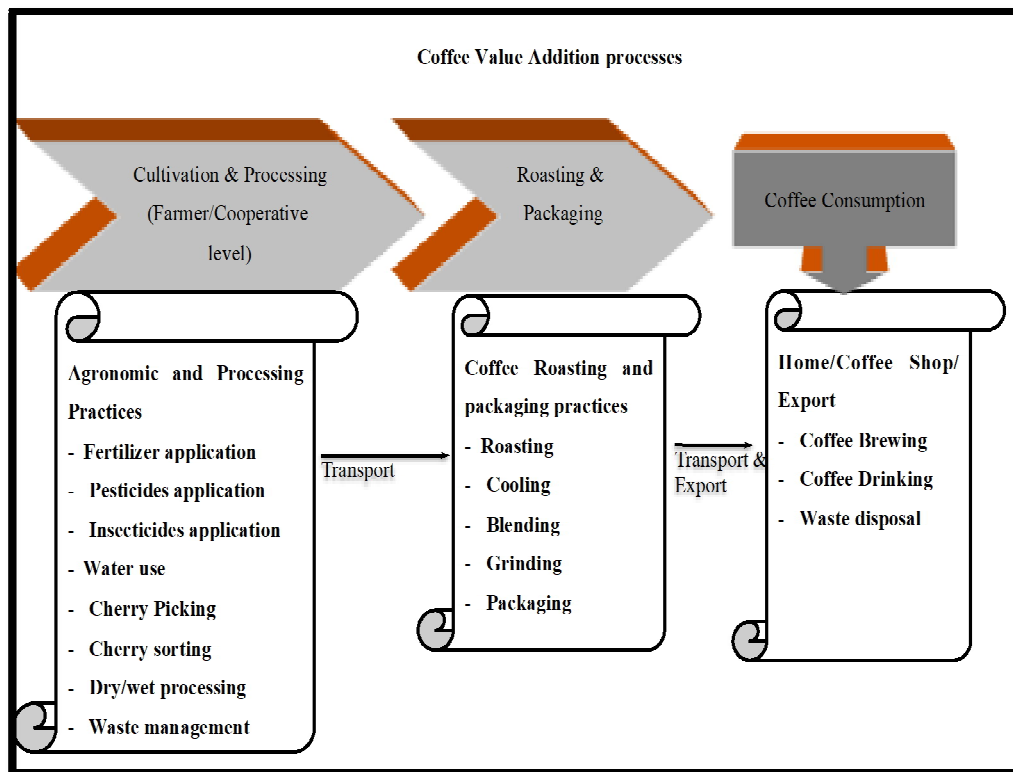 Coffee Value Addition processes
Cultivation & Processing
(Farmer/Cooperative
level)
Roasting &
Packaging
Coffee Consumption
Agronomic and Processing
Practices
- Fertilizer application
- Pesticides application
- Insecticides application
- Water use
- Cherry Picking
- Cherry sorting
- Dry/wet processing
- Waste management
Transport
Coffee Roasting and
packaging practices
- Roasting
- Cooling
- Blending
- Grinding
- Packaging
Transport &
Export
Home/Coffee Shop/
Export
- Coffee Brewing
- Coffee Drinking
- Waste disposal